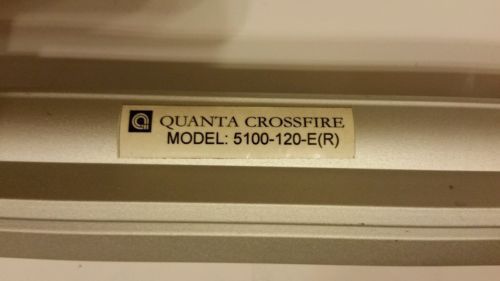 QUANTA CROSSFIRE
MODEL: 5100-120-E(R)